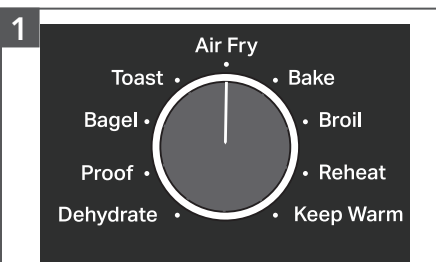 1
Air Fry
Toast Bake
Bagel Broil
Proof Reheat
Dehydrate Keep Warm